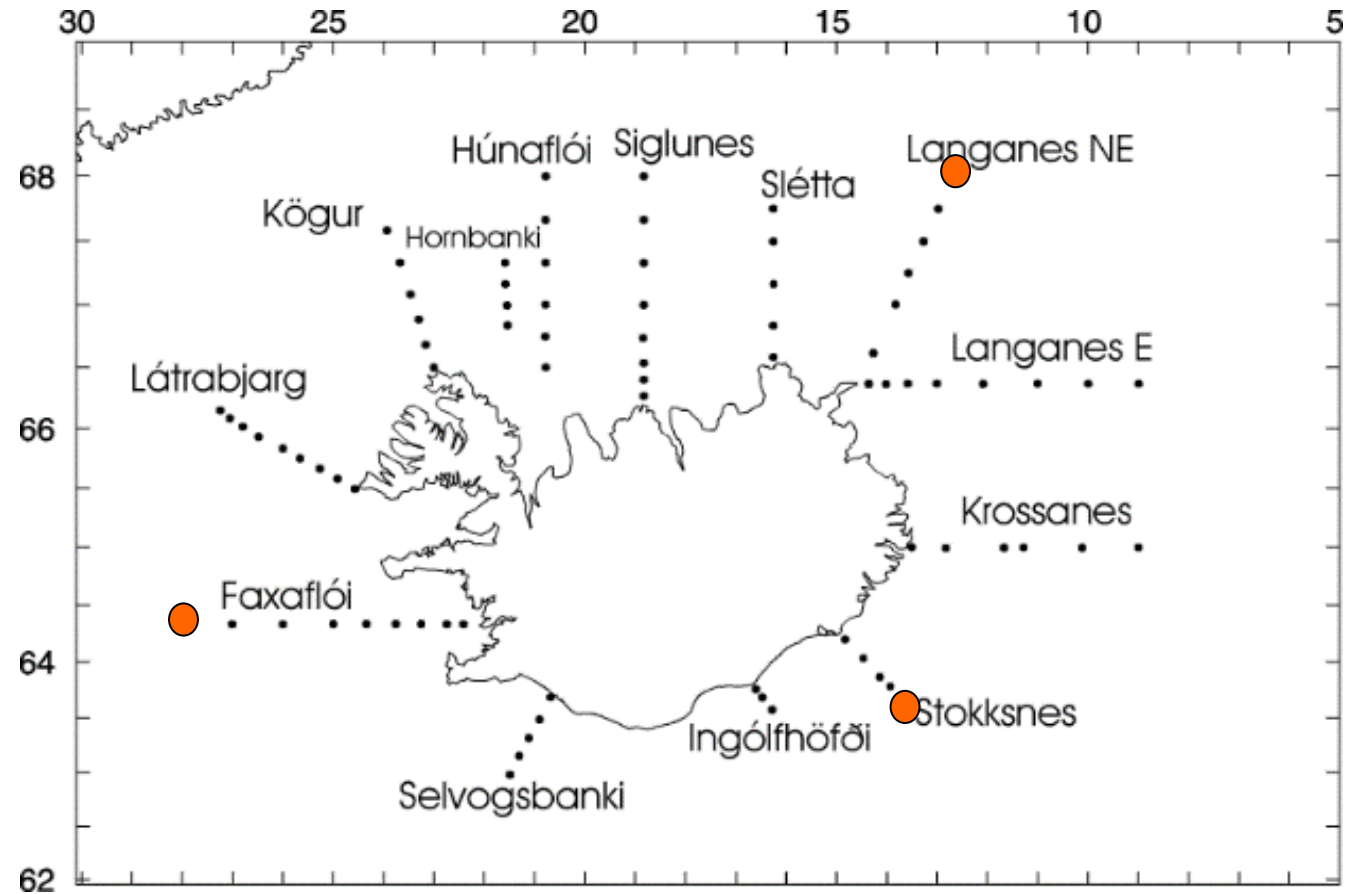 30 25 20 15 10 5
Húnaflói Siglunes Langanes NE
68
Slétta
Kögur
Hornbanki
Langanes E
Látrabjarg
66
Krossanes
Faxaflói
64
Stokksnes
Ingólfhöfði
Selvogsbanki
62